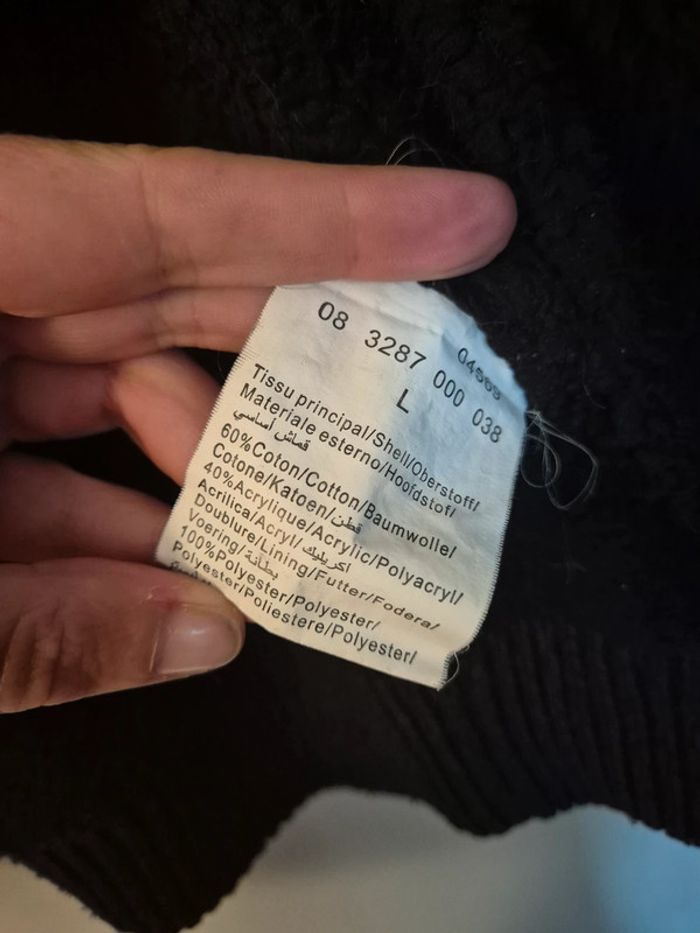 04565
08 3287 000 038
L
Tissu principal/Shell/Oberstoff/
Materiale esterno/Hoofdstof/
قماش أساسي
60%Coton/Cotton/Baumwolle/
Cotone/Katoen/قطن
40%Acrylique/Acrylic/Polyacryl/
Acrilica/Acryl/اكريليك
Doublure/Lining/Futter/Fodera/
Voering/بطانة
100%Polyester/Polyester/
Polyester/Poliestere/Polyester/